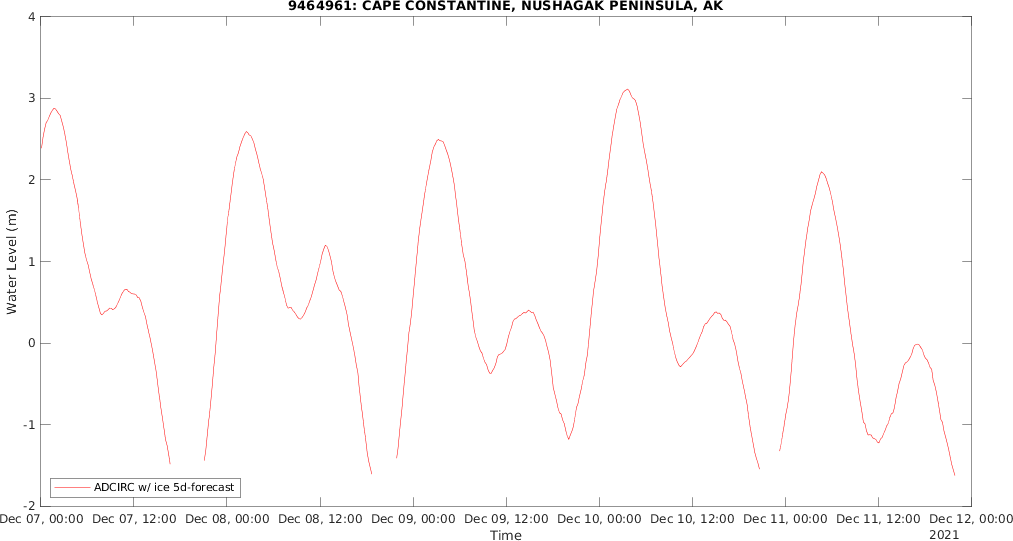 9464961: CAPE CONSTANTINE, NUSHAGAK PENINSULA, AK
4
3
2
1
0
-1
-2
Water Level (m)
ADCIRC w/ ice 5d-forecast
Dec 07, 00:00 Dec 07, 12:00 Dec 08, 00:00 Dec 08, 12:00 Dec 09, 00:00 Dec 09, 12:00 Dec 10, 00:00 Dec 10, 12:00 Dec 11, 00:00 Dec 11, 12:00 Dec 12, 00:00
Time
2021